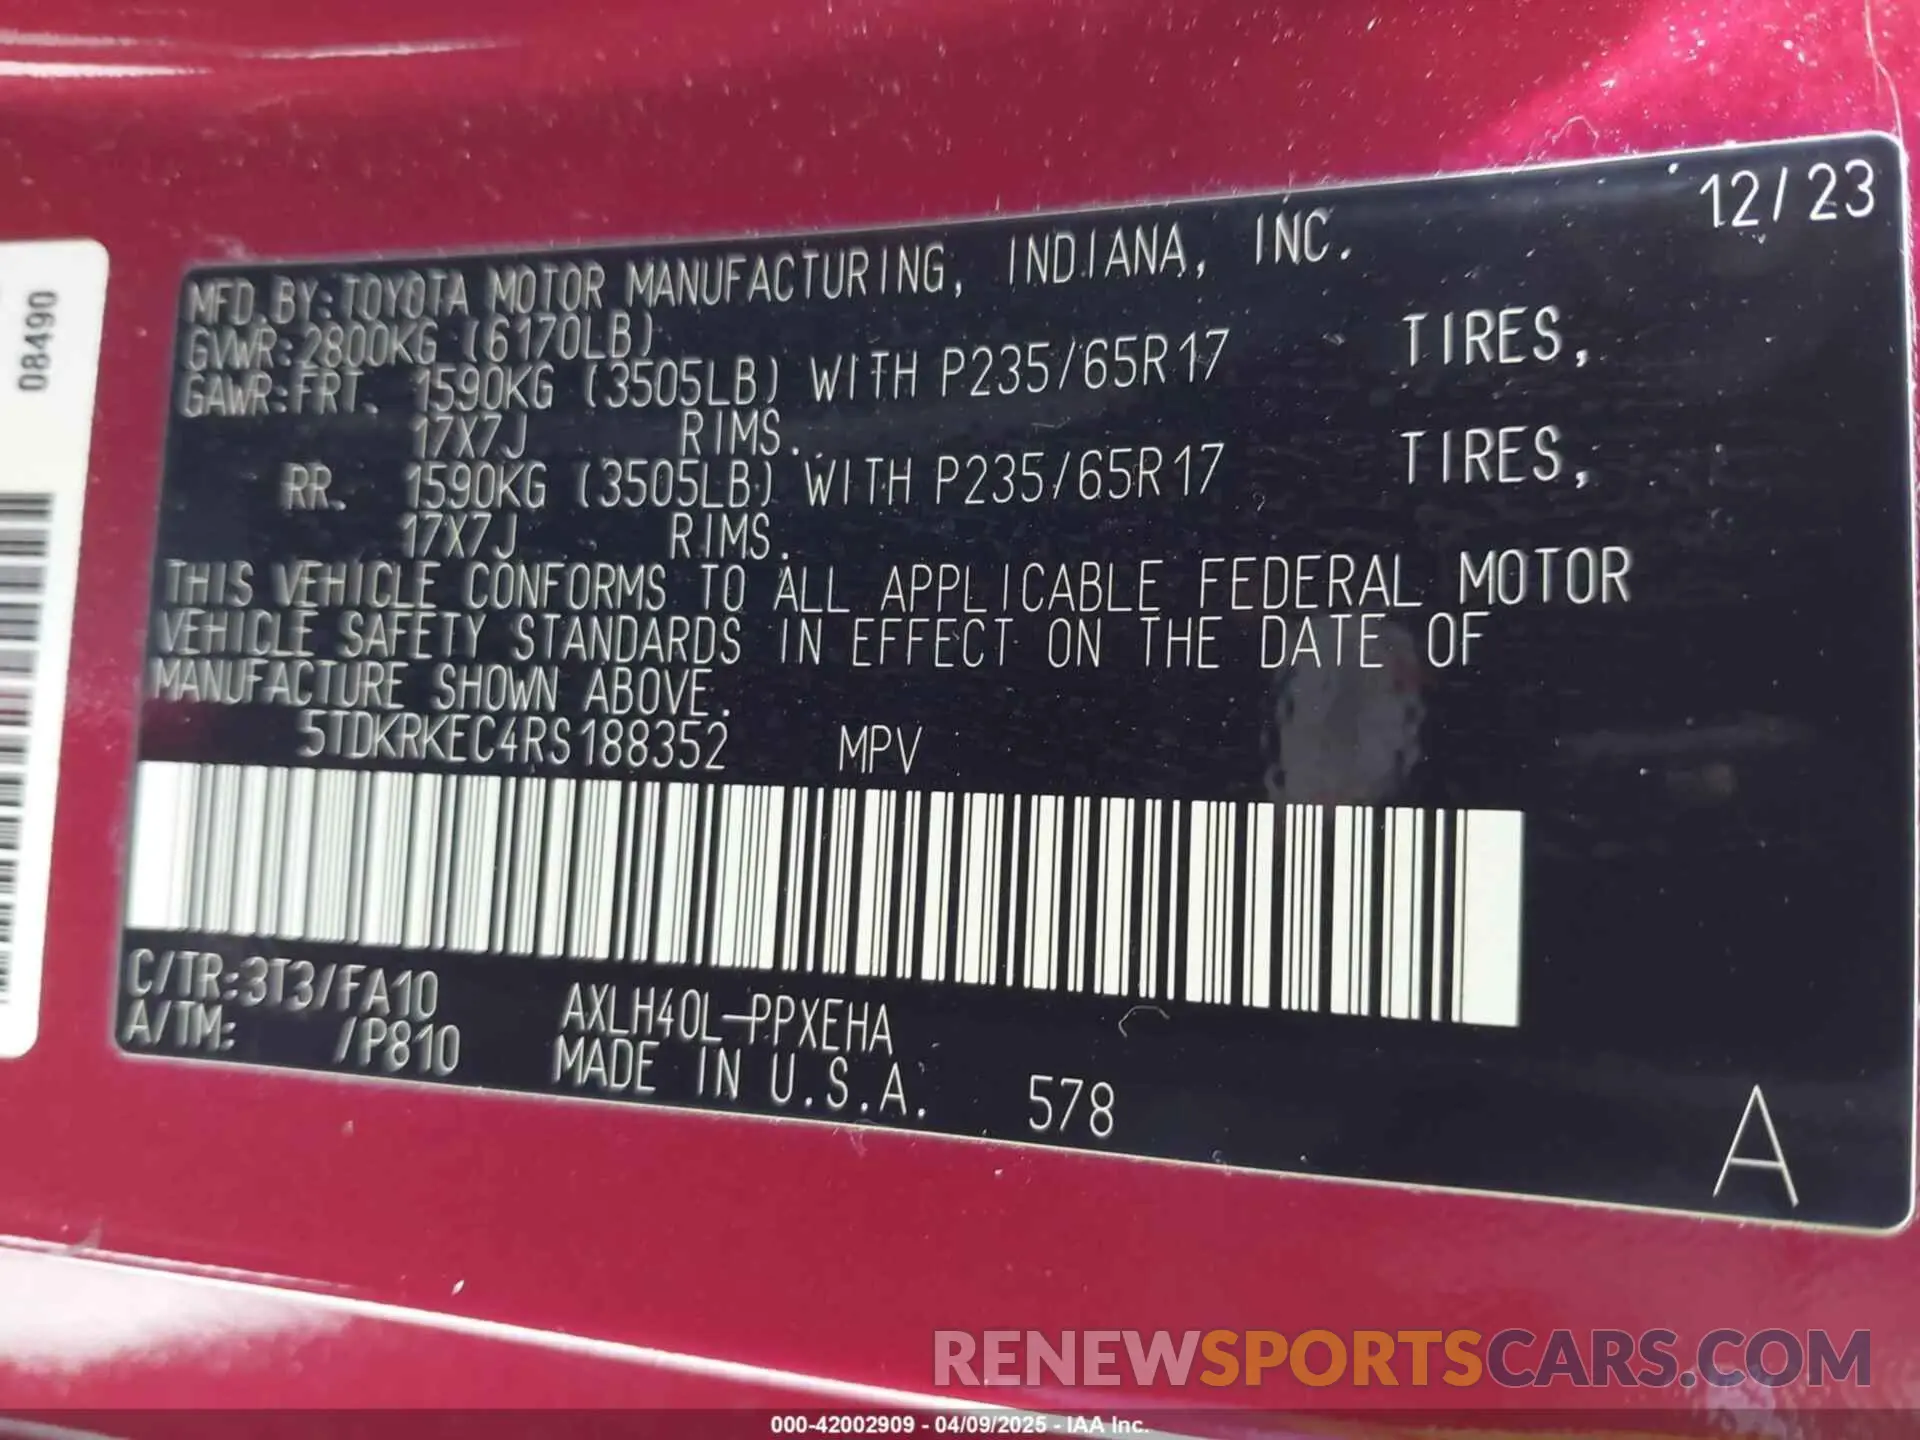 08490
12/23
MFD.BY:TOYOTA MOTOR MANUFACTURING, INDIANA, INC.
GVWR:2800KG (6170LB)
GAWR:FRT. 1590KG (3505LB) WITH P235/65R17 TIRES,
17X7J RIMS.
RR. 1590KG (3505LB) WITH P235/65R17 TIRES,
17X7J RIMS.
THIS VEHICLE CONFORMS TO ALL APPLICABLE FEDERAL MOTOR
VEHICLE SAFETY STANDARDS IN EFFECT ON THE DATE OF
MANUFACTURE SHOWN ABOVE.
5TDKRKEC4RS188352 MPV
C/TR:3T3/FA10 AXLH40L-PPXEHA
A/TM: /P810 MADE IN U.S.A. 578
A
RENEWSPORTSCARS.COM
000-42002909 - 04/09/2025 - IAA Inc.